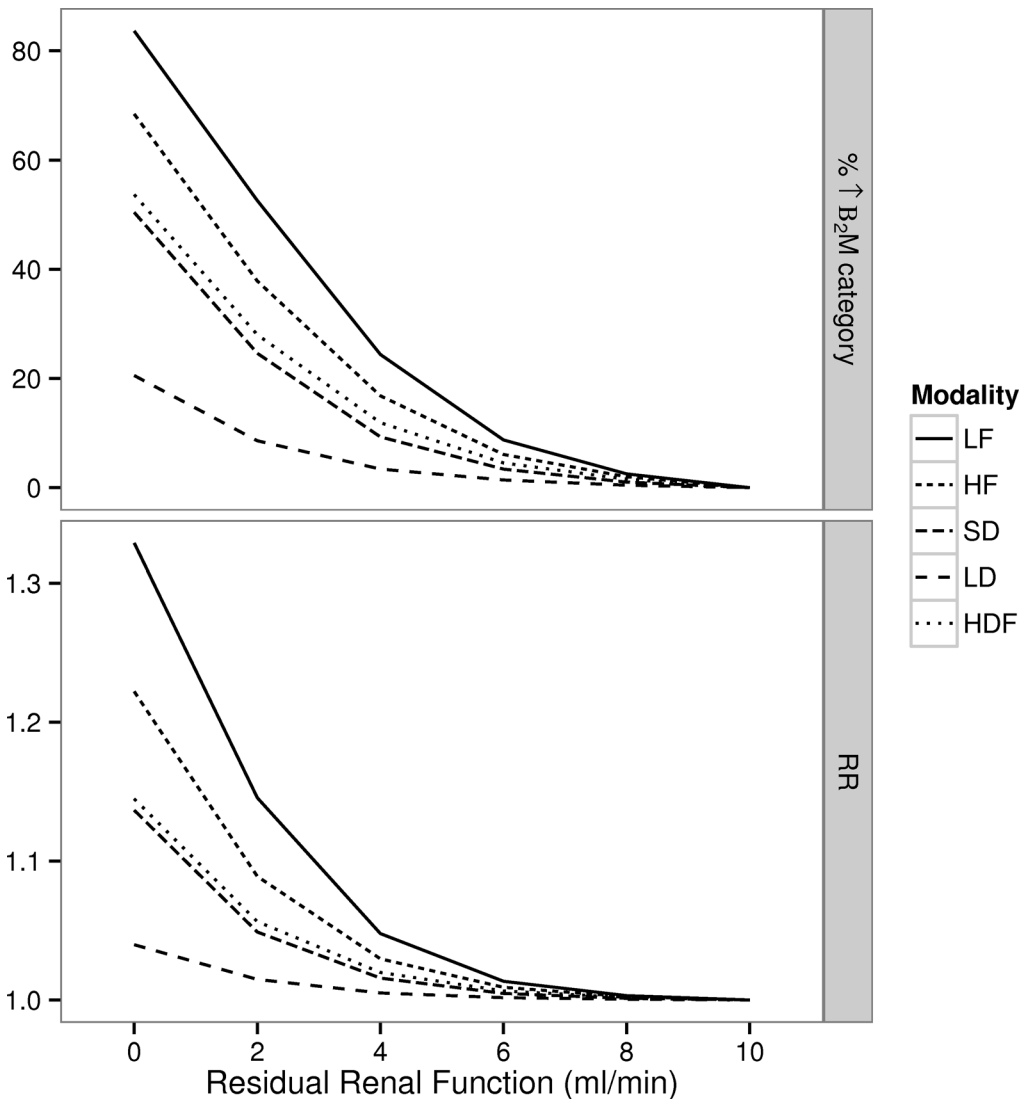 80
60
40
20
0
% ↑ B₂M category
1.3
1.2
1.1
1.0
RR
0 2 4 6 8 10
Residual Renal Function (ml/min)
Modality
LF
HF
SD
LD
HDF